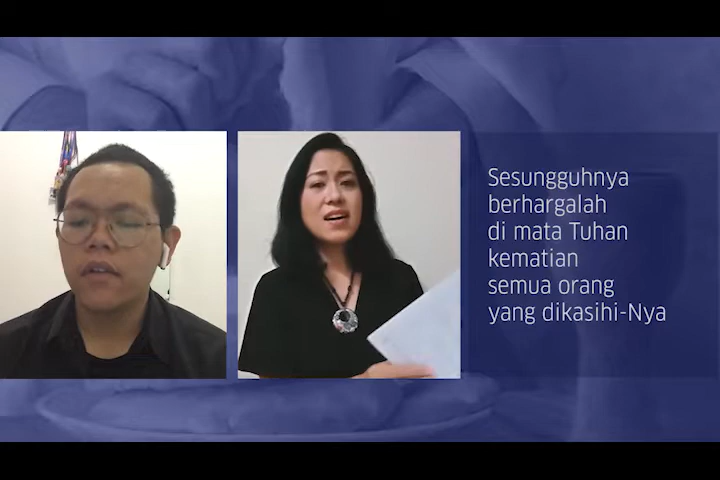 Sesungguhnya
berhargalah
di mata Tuhan
kematian
semua orang
yang dikasihi-Nya